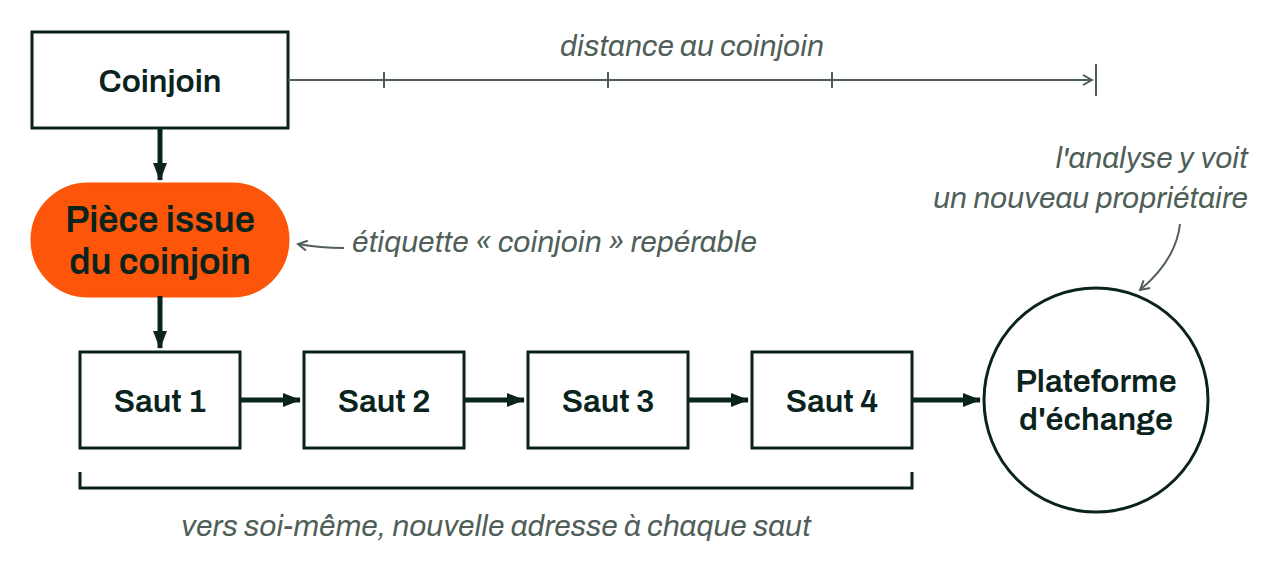 Coinjoin
distance au coinjoin
l'analyse y voit
un nouveau propriétaire
Pièce issue
du coinjoin
étiquette « coinjoin » repérable
Saut 1
Saut 2
Saut 3
Saut 4
Plateforme
d'échange
vers soi-même, nouvelle adresse à chaque saut